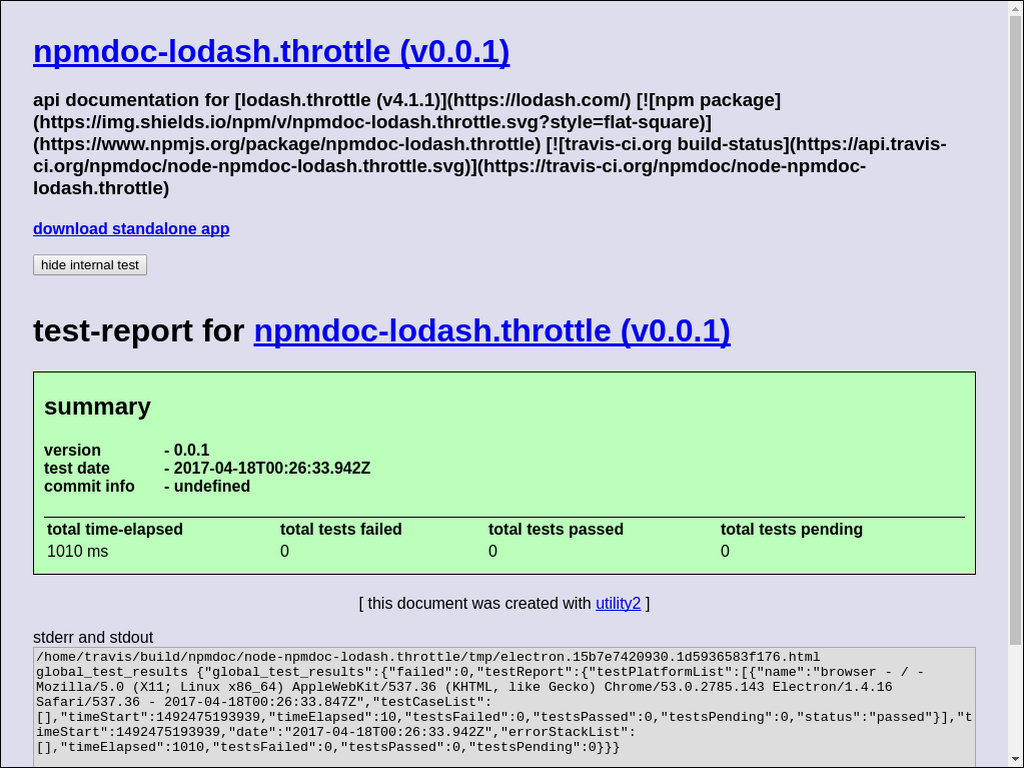 npmdoc-lodash.throttle (v0.0.1)
api documentation for [lodash.throttle (v4.1.1)](https://lodash.com/) [![npm package]
(https://img.shields.io/npm/v/npmdoc-lodash.throttle.svg?style=flat-square)]
(https://www.npmjs.org/package/npmdoc-lodash.throttle) [![travis-ci.org build-status](https://api.travis-
ci.org/npmdoc/node-npmdoc-lodash.throttle.svg)](https://travis-ci.org/npmdoc/node-npmdoc-
lodash.throttle)
download standalone app
hide internal test
test-report for npmdoc-lodash.throttle (v0.0.1)
summary
version - 0.0.1
test date - 2017-04-18T00:26:33.942Z
commit info - undefined
total time-elapsed total tests failed total tests passed total tests pending
1010 ms 0 0 0
[ this document was created with utility2 ]
stderr and stdout
/home/travis/build/npmdoc/node-npmdoc-lodash.throttle/tmp/electron.15b7e7420930.1d5936583f176.html
global_test_results {"global_test_results":{"failed":0,"testReport":{"testPlatformList":[{"name":"browser - / -
Mozilla/5.0 (X11; Linux x86_64) AppleWebKit/537.36 (KHTML, like Gecko) Chrome/53.0.2785.143 Electron/1.4.16
Safari/537.36 - 2017-04-18T00:26:33.847Z","testCaseList":
[],"timeStart":1492475193939,"timeElapsed":10,"testsFailed":0,"testsPassed":0,"testsPending":0,"status":"passed"}],"t
imeStart":1492475193939,"date":"2017-04-18T00:26:33.942Z","errorStackList":
[],"timeElapsed":1010,"testsFailed":0,"testsPassed":0,"testsPending":0}}}